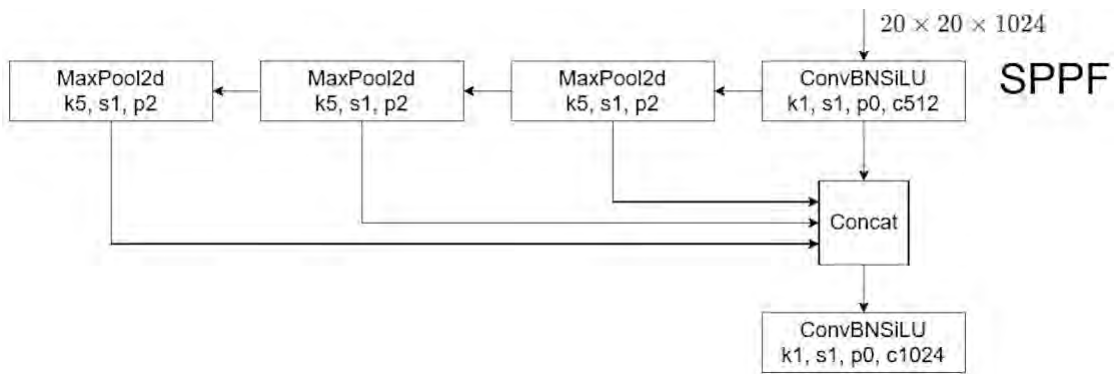 20 × 20 × 1024
MaxPool2d
k5, s1, p2
MaxPool2d
k5, s1, p2
MaxPool2d
k5, s1, p2
ConvBNSiLU
k1, s1, p0, c512
SPPF
Concat
ConvBNSiLU
k1, s1, p0, c1024